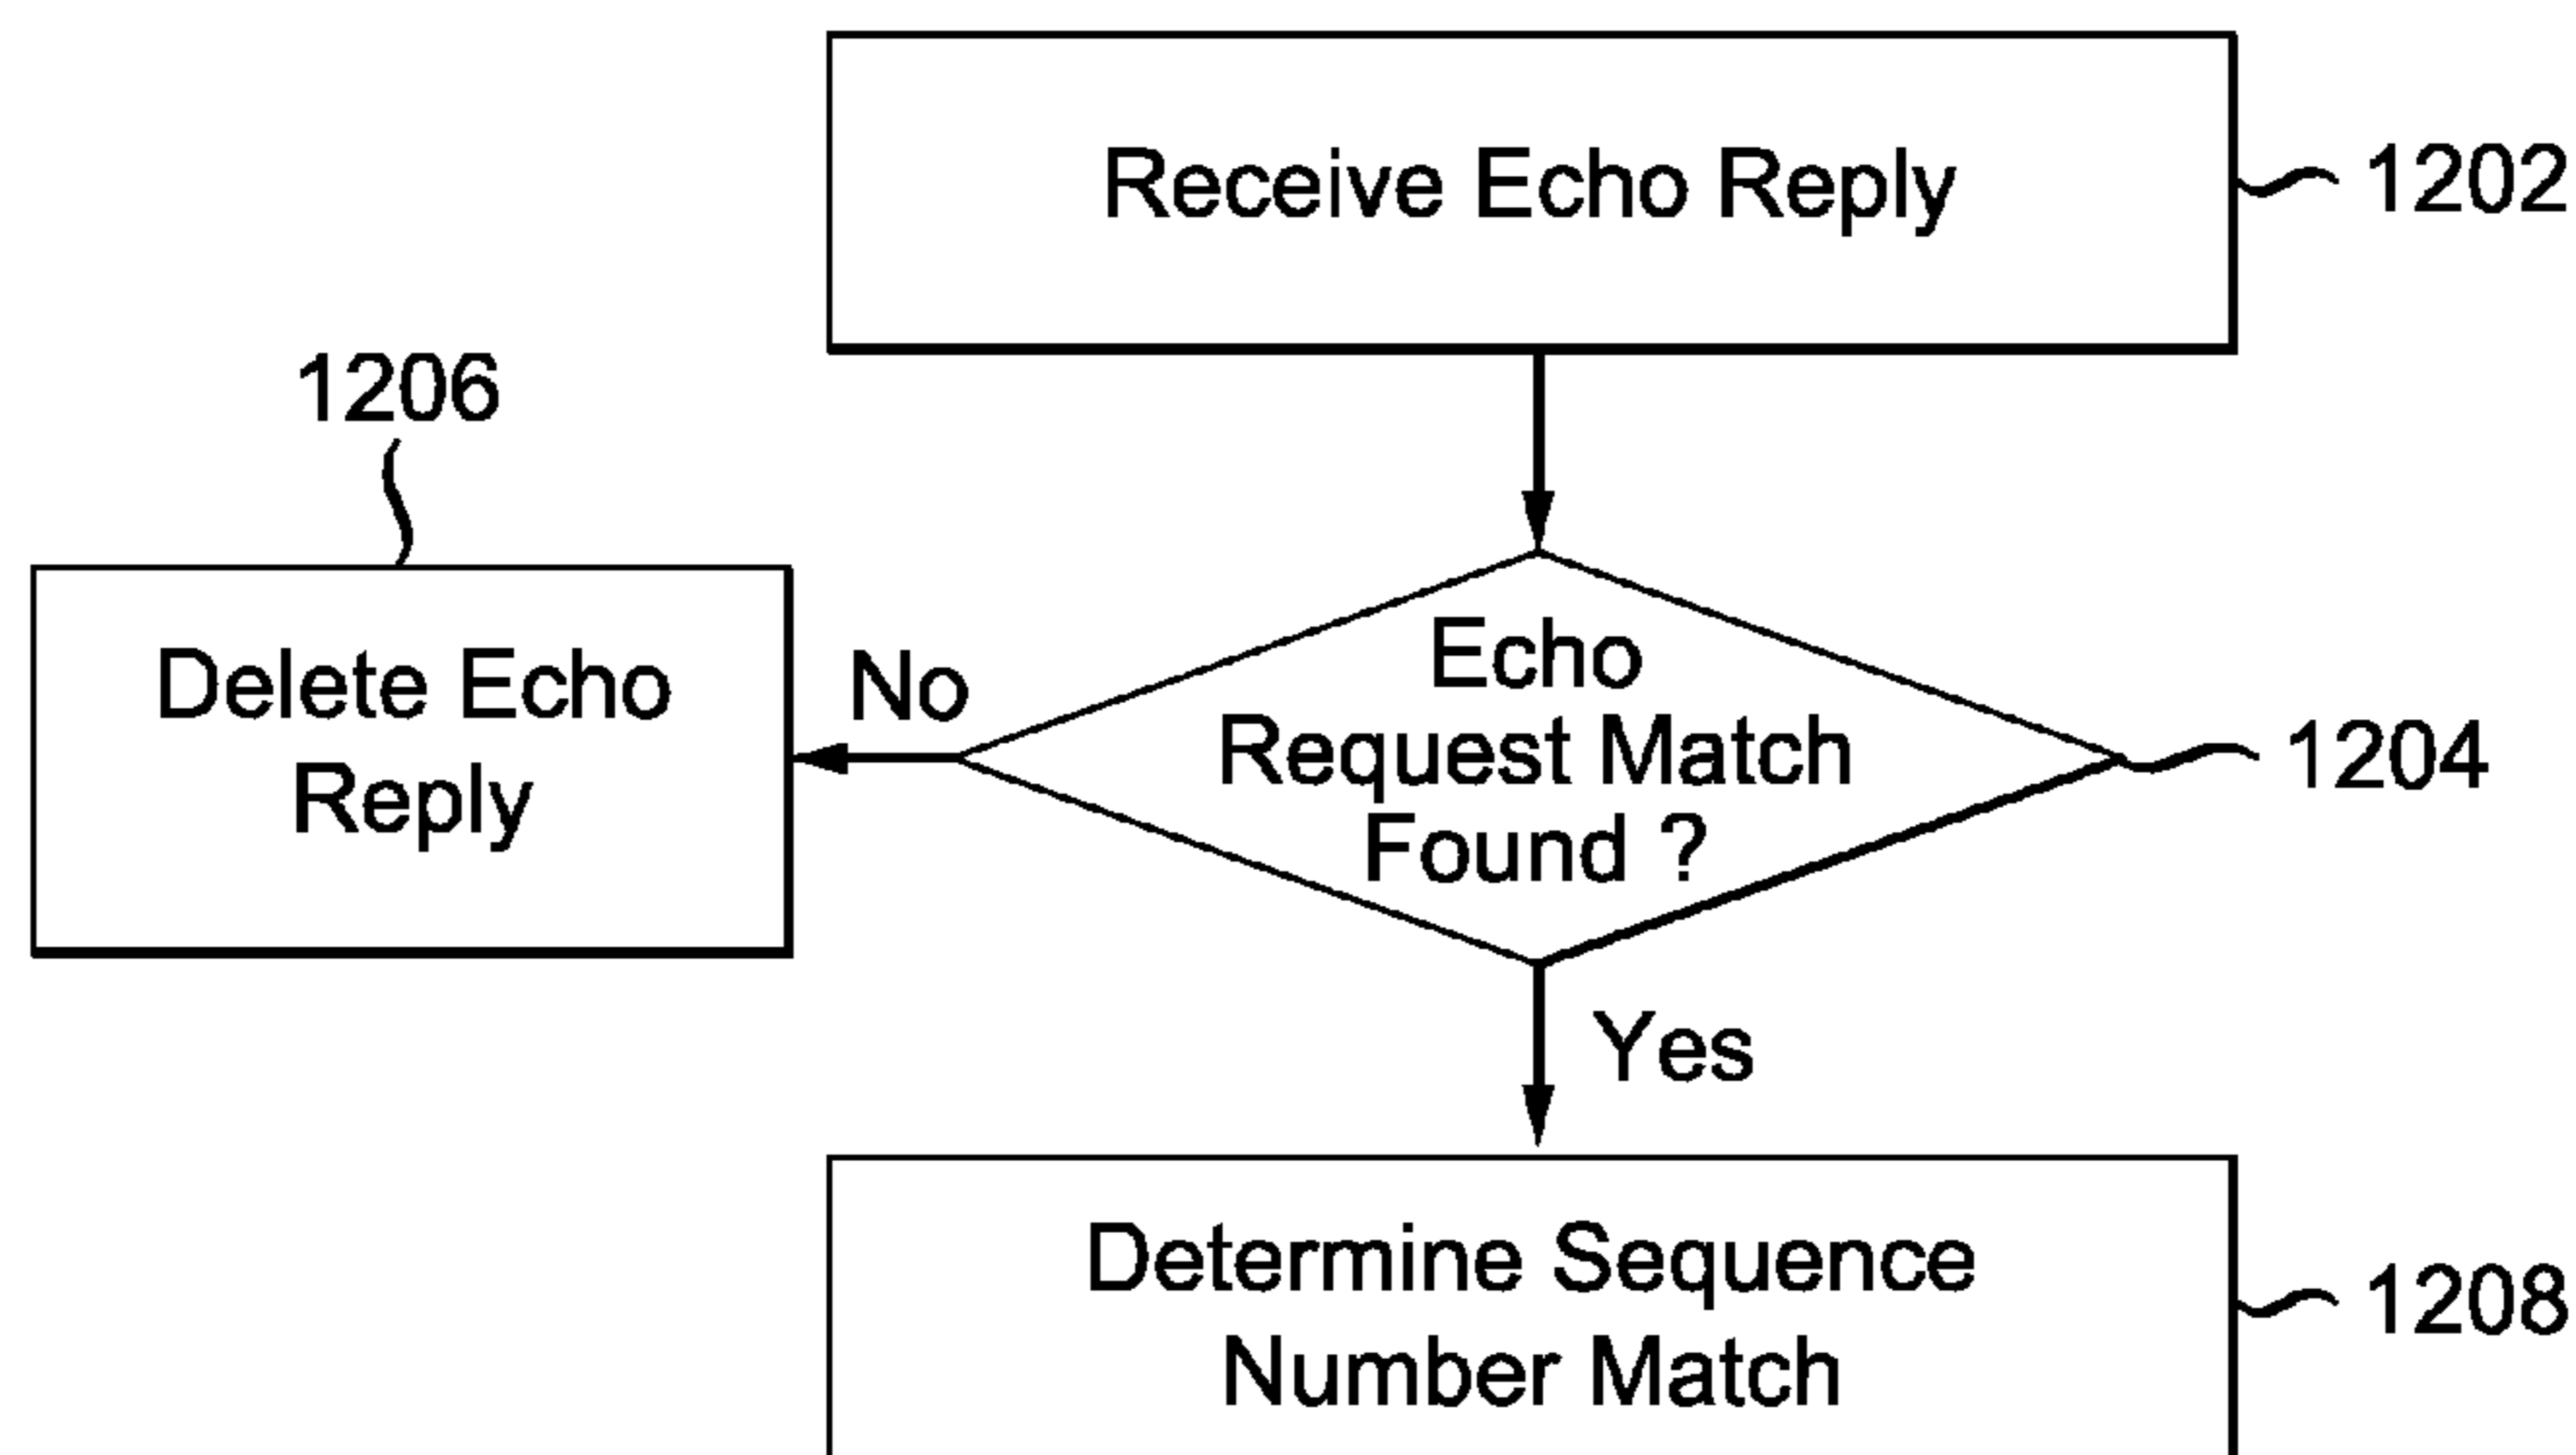 Receive Echo Reply
1202
1206
Delete Echo
Reply
No
Echo
Request Match
Found ?
1204
Yes
Determine Sequence
Number Match
1208